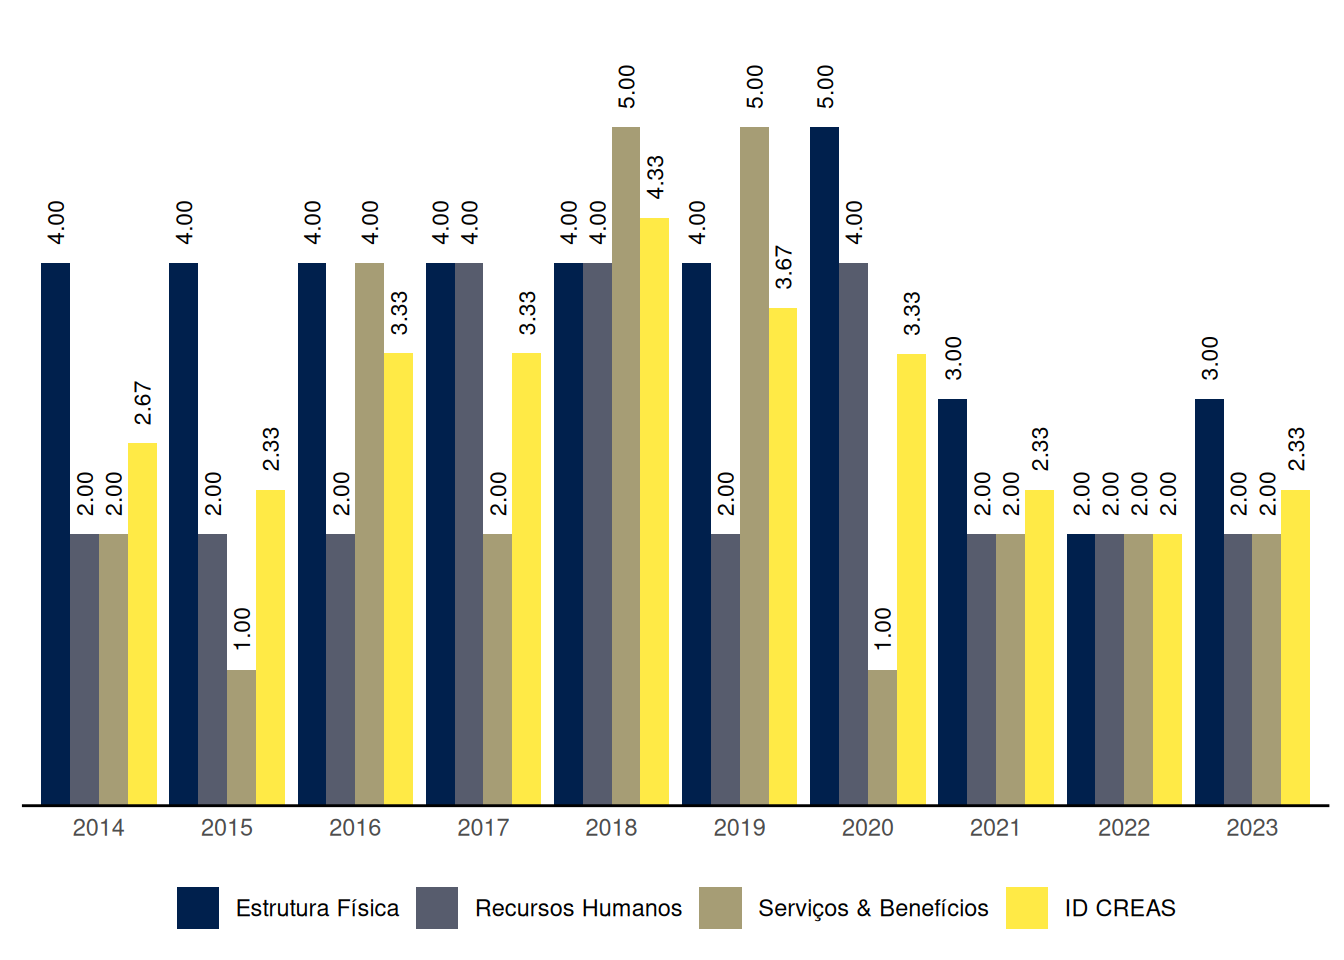 5.00 5.00 5.00
4.33
4.00 4.00 4.00 4.00 4.00 4.00 4.00 4.00 4.00 4.00
3.67
3.33 3.33 3.33
3.00 3.00
2.67
2.33 2.33 2.33
2.00 2.00 2.00 2.00 2.00 2.00 2.00 2.00 2.00 2.00 2.00 2.00 2.00 2.00
1.00 1.00
2014 2015 2016 2017 2018 2019 2020 2021 2022 2023
Estrutura Física Recursos Humanos Serviços & Benefícios ID CREAS